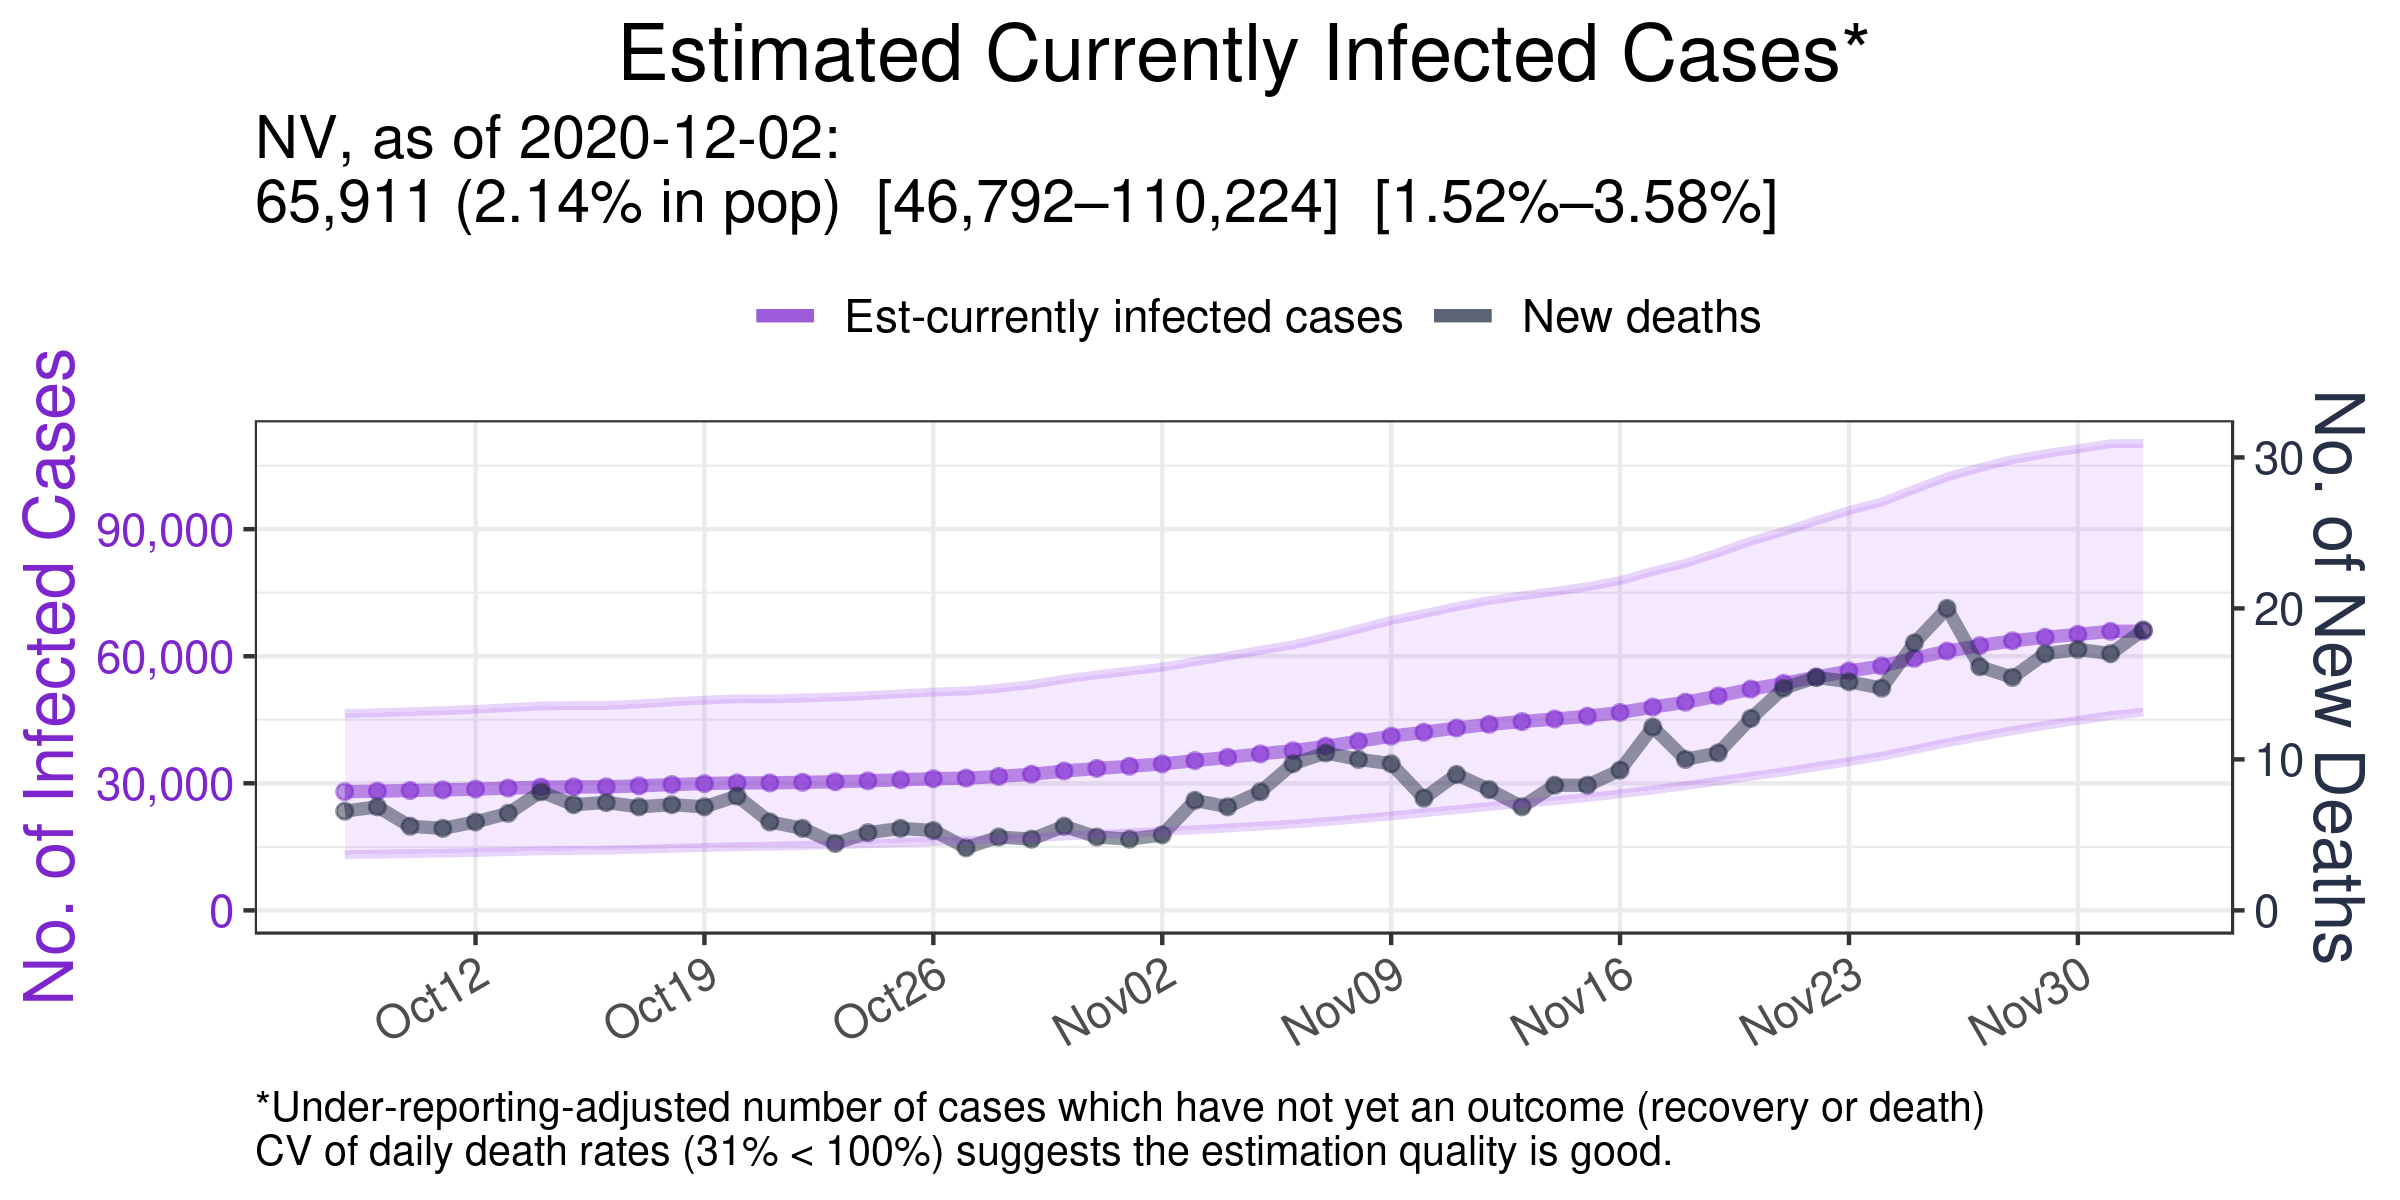 Estimated Currently Infected Cases*
NV, as of 2020-12-02:
65,911 (2.14% in pop)  [46,792–110,224]  [1.52%–3.58%]
Est-currently infected cases
New deaths
No. of Infected Cases
90,000
60,000
30,000
0
30
20
10
0
No. of New Deaths
Oct12
Oct19
Oct26
Nov02
Nov09
Nov16
Nov23
Nov30
*Under-reporting-adjusted number of cases which have not yet an outcome (recovery or death)
CV of daily death rates (31% < 100%) suggests the estimation quality is good.